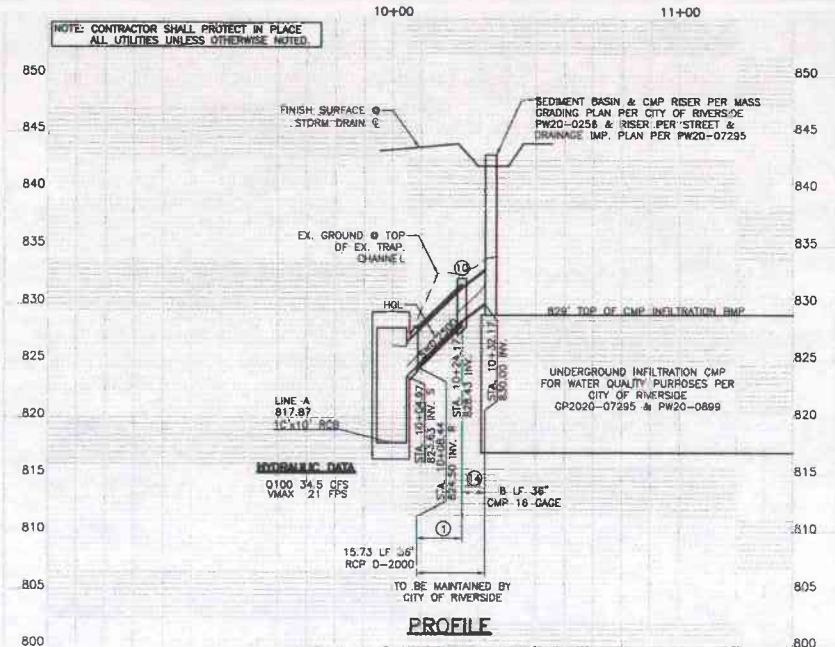 10+00
11+00
NOTE: CONTRACTOR SHALL PROTECT IN PLACE
ALL UTILITIES UNLESS OTHERWISE NOTED.
850
850
SEDIMENT BASIN & CMP RISER PER MASS
GRADING PLAN PER CITY OF RIVERSIDE
PW20-0256 & RISER PER STREET &
DRAINAGE IMP. PLAN PER PW20-07295
FINISH SURFACE @
STORM DRAIN ℄
845
845
840
840
EX. GROUND @ TOP
OF EX. TRAP.
CHANNEL
835
835
10
830
830
HGL
829' TOP OF CMP INFILTRATION BMP
825
825
UNDERGROUND INFILTRATION CMP
FOR WATER QUALITY PURPOSES PER
CITY OF RIVERSIDE
GP2020-07295 & PW20-0899
STA. 10+04.97
823.63 INV. S
STA. 10+08.44
824.50 INV. R
STA. 10+24.17
828.43 INV.
STA. 10+32.17
830.00 INV.
LINE A
817.87
10'x10' RCB
820
820
815
815
HYDRAULIC DATA
Q100 34.5 CFS
VMAX 21 FPS
14
8 LF 36"
CMP 16 GAGE
810
810
1
15.73 LF 36"
RCP D-2000
805
805
TO BE MAINTAINED BY
CITY OF RIVERSIDE
PROFILE
800
800